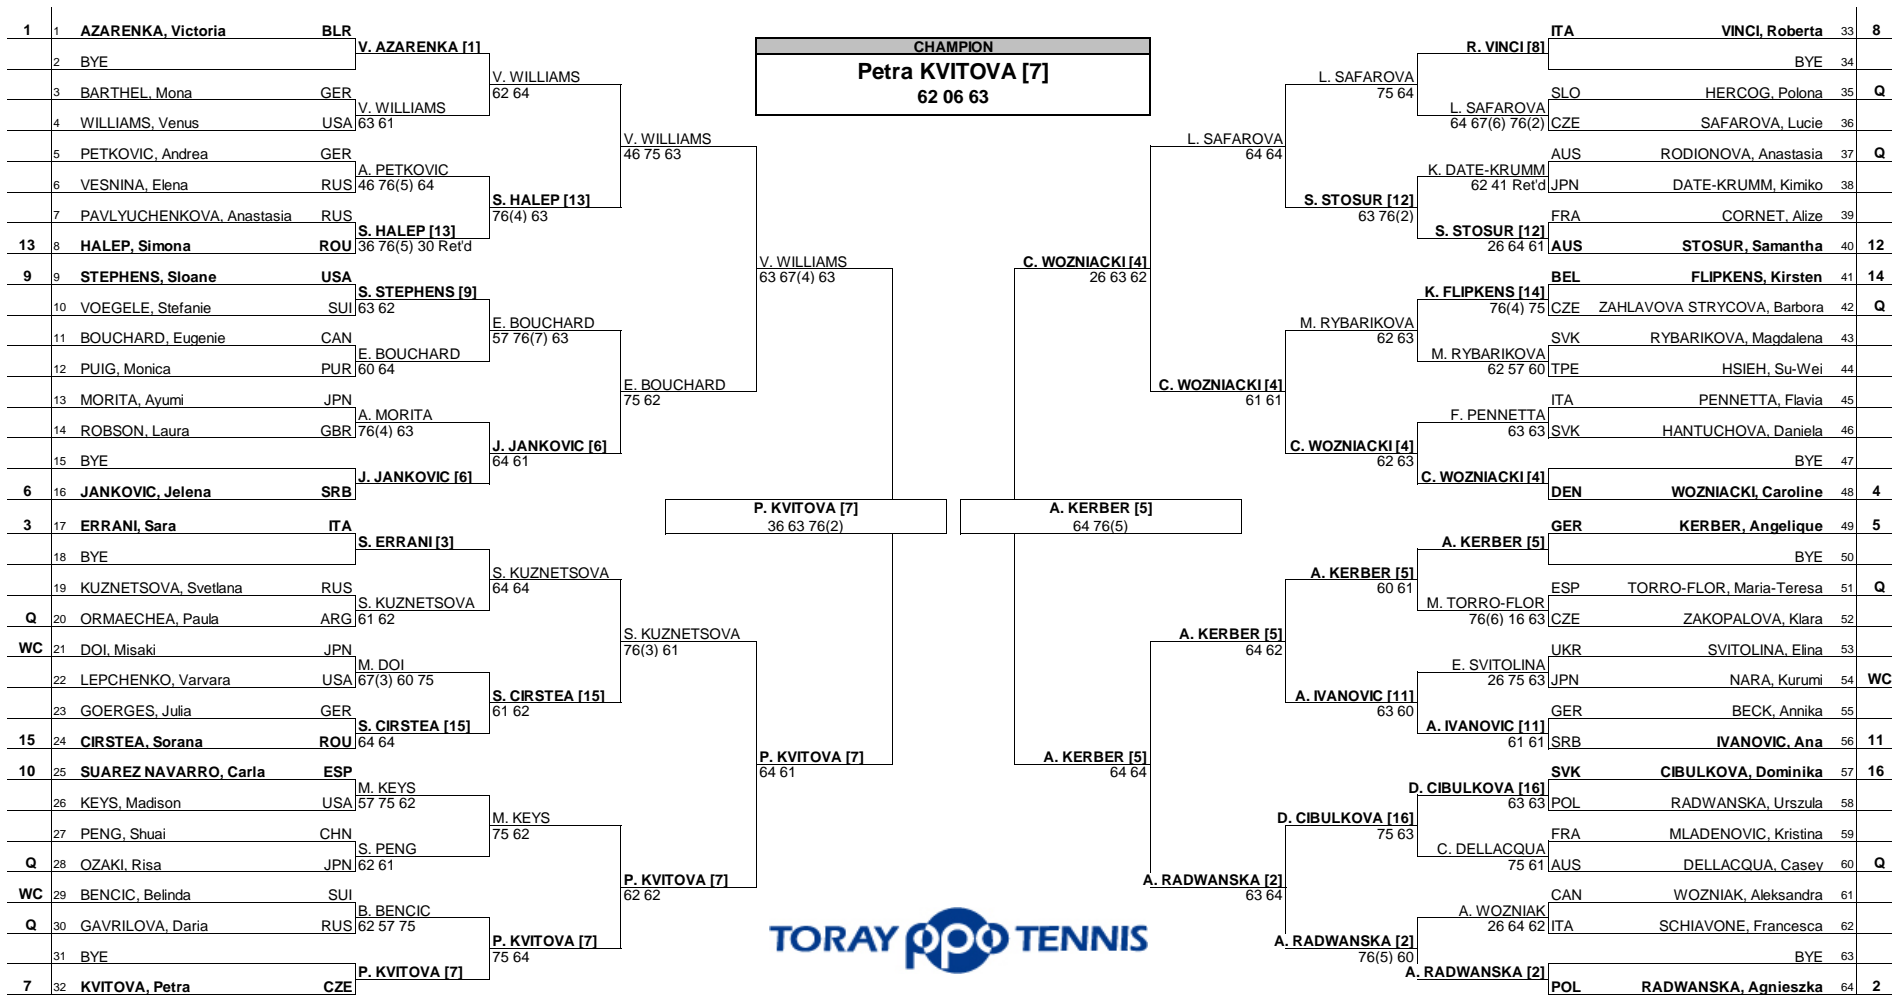 1 1 AZARENKA, Victoria BLR
2 BYE
3 BARTHEL, Mona GER
4 WILLIAMS, Venus USA
5 PETKOVIC, Andrea GER
6 VESNINA, Elena RUS
7 PAVLYUCHENKOVA, Anastasia RUS
13 8 HALEP, Simona ROU
9 9 STEPHENS, Sloane USA
10 VOEGELE, Stefanie SUI
11 BOUCHARD, Eugenie CAN
12 PUIG, Monica PUR
13 MORITA, Ayumi JPN
14 ROBSON, Laura GBR
15 BYE
6 16 JANKOVIC, Jelena SRB
3 17 ERRANI, Sara ITA
18 BYE
19 KUZNETSOVA, Svetlana RUS
Q 20 ORMAECHEA, Paula ARG
WC 21 DOI, Misaki JPN
22 LEPCHENKO, Varvara USA
23 GOERGES, Julia GER
15 24 CIRSTEA, Sorana ROU
10 25 SUAREZ NAVARRO, Carla ESP
26 KEYS, Madison USA
27 PENG, Shuai CHN
Q 28 OZAKI, Risa JPN
WC 29 BENCIC, Belinda SUI
Q 30 GAVRILOVA, Daria RUS
31 BYE
7 32 KVITOVA, Petra CZE
V. AZARENKA [1]
V. WILLIAMS
63 61
A. PETKOVIC
46 76(5) 64
S. HALEP [13]
36 76(5) 30 Ret'd
S. STEPHENS [9]
63 62
E. BOUCHARD
60 64
A. MORITA
76(4) 63
J. JANKOVIC [6]
S. ERRANI [3]
S. KUZNETSOVA
61 62
M. DOI
67(3) 60 75
S. CIRSTEA [15]
64 64
M. KEYS
57 75 62
S. PENG
62 61
B. BENCIC
62 57 75
P. KVITOVA [7]
V. WILLIAMS
62 64
S. HALEP [13]
76(4) 63
E. BOUCHARD
57 76(7) 63
J. JANKOVIC [6]
64 61
S. KUZNETSOVA
64 64
S. CIRSTEA [15]
61 62
M. KEYS
75 62
P. KVITOVA [7]
75 64
V. WILLIAMS
46 75 63
E. BOUCHARD
75 62
S. KUZNETSOVA
76(3) 61
P. KVITOVA [7]
62 62
V. WILLIAMS
63 67(4) 63
P. KVITOVA [7]
64 61
P. KVITOVA [7]
36 63 76(2)
CHAMPION
Petra KVITOVA [7]
62 06 63
A. KERBER [5]
64 76(5)
C. WOZNIACKI [4]
26 63 62
A. KERBER [5]
64 64
L. SAFAROVA
64 64
C. WOZNIACKI [4]
61 61
A. KERBER [5]
64 62
A. RADWANSKA [2]
63 64
L. SAFAROVA
75 64
S. STOSUR [12]
63 76(2)
M. RYBARIKOVA
62 63
C. WOZNIACKI [4]
62 63
A. KERBER [5]
60 61
A. IVANOVIC [11]
63 60
D. CIBULKOVA [16]
75 63
A. RADWANSKA [2]
76(5) 60
R. VINCI [8]
L. SAFAROVA
64 67(6) 76(2)
K. DATE-KRUMM
62 41 Ret'd
S. STOSUR [12]
26 64 61
K. FLIPKENS [14]
76(4) 75
M. RYBARIKOVA
62 57 60
F. PENNETTA
63 63
C. WOZNIACKI [4]
A. KERBER [5]
M. TORRO-FLOR
76(6) 16 63
E. SVITOLINA
26 75 63
A. IVANOVIC [11]
61 61
D. CIBULKOVA [16]
63 63
C. DELLACQUA
75 61
A. WOZNIAK
26 64 62
A. RADWANSKA [2]
ITA VINCI, Roberta 33 8
BYE 34
SLO HERCOG, Polona 35 Q
CZE SAFAROVA, Lucie 36
AUS RODIONOVA, Anastasia 37 Q
JPN DATE-KRUMM, Kimiko 38
FRA CORNET, Alize 39
AUS STOSUR, Samantha 40 12
BEL FLIPKENS, Kirsten 41 14
CZE ZAHLAVOVA STRYCOVA, Barbora 42 Q
SVK RYBARIKOVA, Magdalena 43
TPE HSIEH, Su-Wei 44
ITA PENNETTA, Flavia 45
SVK HANTUCHOVA, Daniela 46
BYE 47
DEN WOZNIACKI, Caroline 48 4
GER KERBER, Angelique 49 5
BYE 50
ESP TORRO-FLOR, Maria-Teresa 51 Q
CZE ZAKOPALOVA, Klara 52
UKR SVITOLINA, Elina 53
JPN NARA, Kurumi 54 WC
GER BECK, Annika 55
SRB IVANOVIC, Ana 56 11
SVK CIBULKOVA, Dominika 57 16
POL RADWANSKA, Urszula 58
FRA MLADENOVIC, Kristina 59
AUS DELLACQUA, Casey 60 Q
CAN WOZNIAK, Aleksandra 61
ITA SCHIAVONE, Francesca 62
BYE 63
POL RADWANSKA, Agnieszka 64 2
TORAY ppo TENNIS